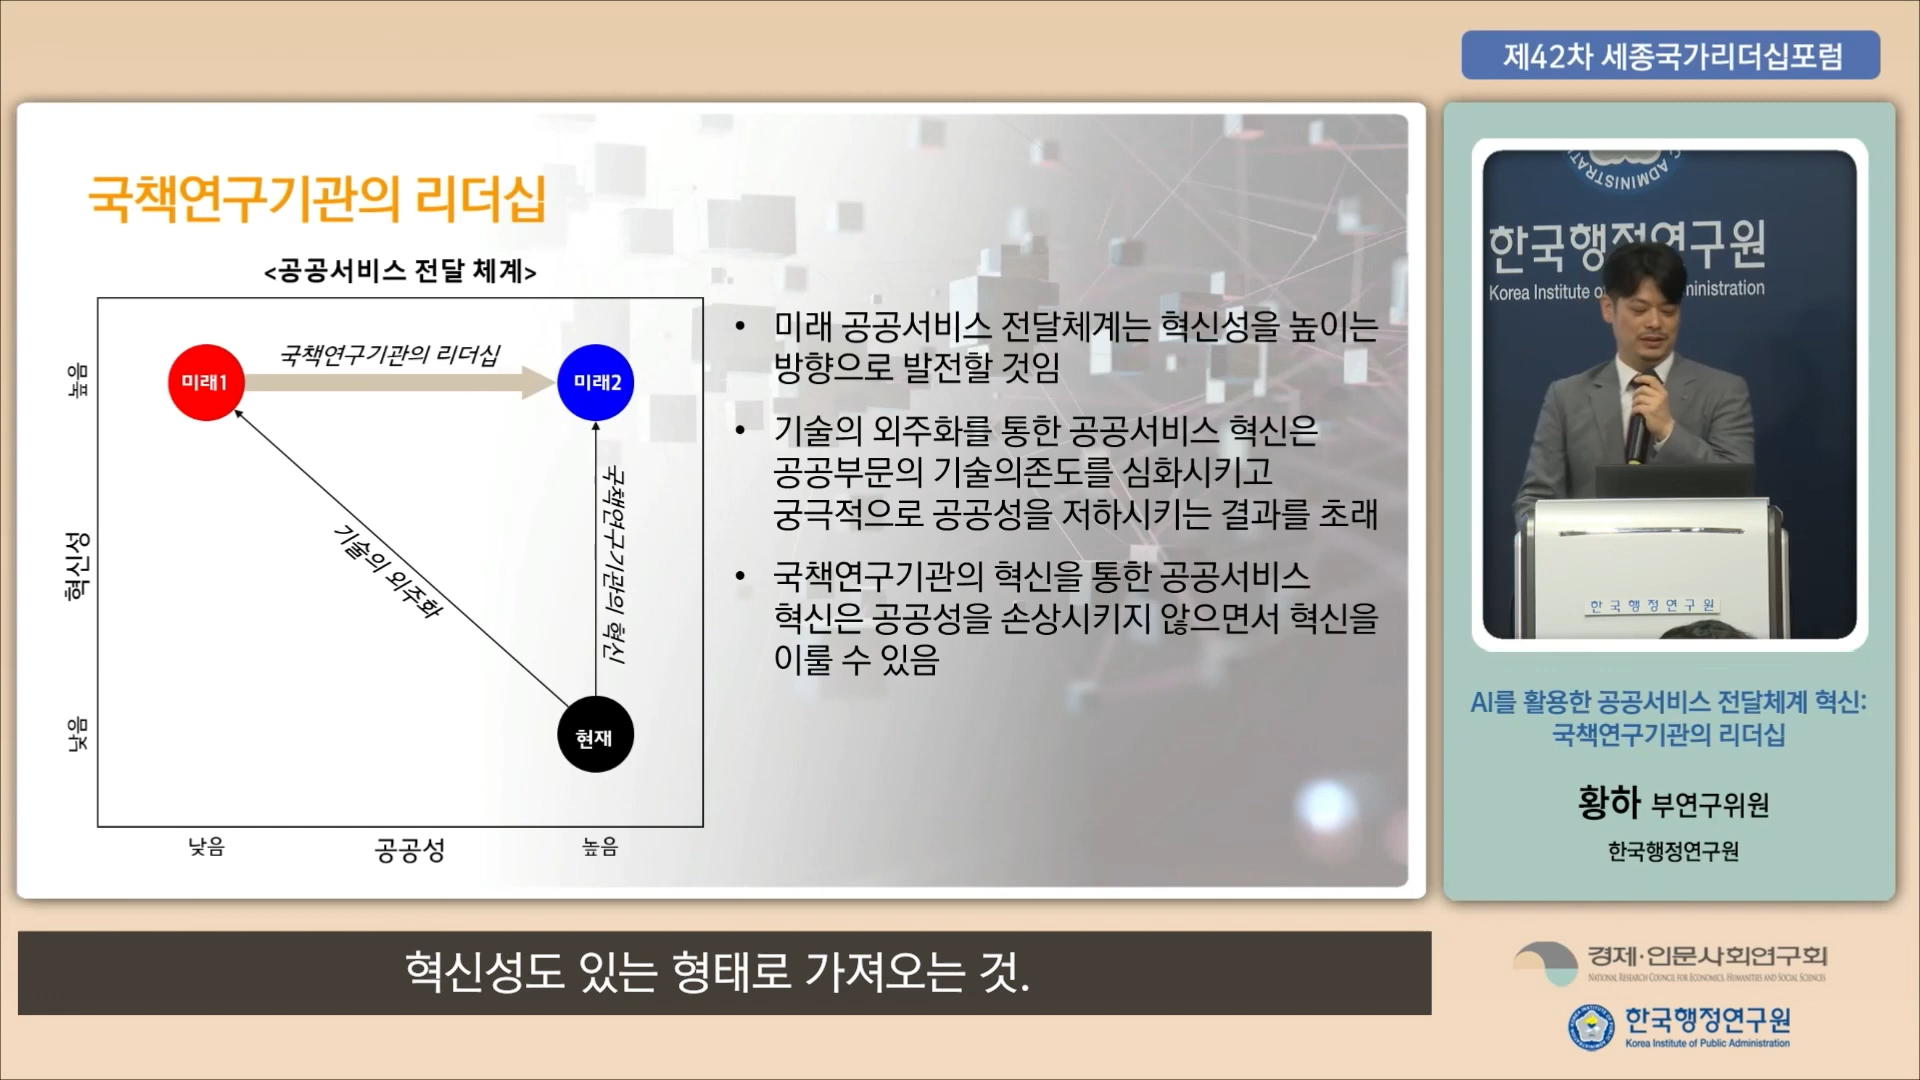 제42차 세종국가리더십포럼
국책연구기관의 리더십
<공공서비스 전달 체계>
높음
혁신성
낮음
미래1
국책연구기관의 리더십
미래2
기술의 외주화
국책연구기관의 혁신
현재
낮음
공공성
높음
• 미래 공공서비스 전달체계는 혁신성을 높이는
방향으로 발전할 것임
• 기술의 외주화를 통한 공공서비스 혁신은
공공부문의 기술의존도를 심화시키고
궁극적으로 공공성을 저하시키는 결과를 초래
• 국책연구기관의 혁신을 통한 공공서비스
혁신은 공공성을 손상시키지 않으면서 혁신을
이룰 수 있음
한국행정연구원
Korea Institute o ministration
한국행정연구원
AI를 활용한 공공서비스 전달체계 혁신:
국책연구기관의 리더십
황하 부연구위원
한국행정연구원
혁신성도 있는 형태로 가져오는 것.
경제·인문사회연구회
NATIONAL RESEARCH COUNCIL FOR ECONOMICS, HUMANITIES AND SOCIAL SCIENCES
한국행정연구원
Korea Institute of Public Administration